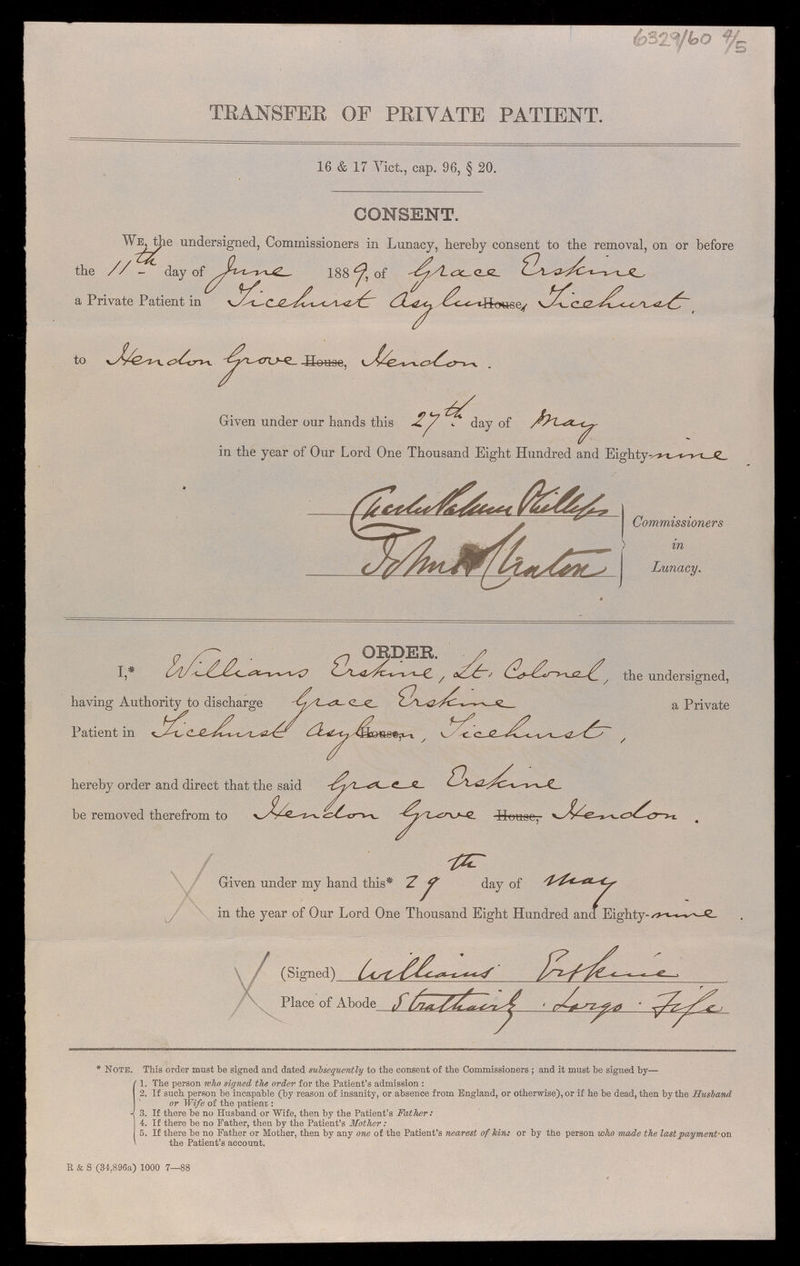 6329/60 4/5
TRANSFER OF PRIVATE PATIENT.
16 & 17 Vict., cap. 96, § 20.
CONSENT.
WE, the undersigned, Commissioners in Lunacy, hereby consent to the removal, on or before
the 11th day of June 1889, of Grace Erskine
a Private Patient in Ticehurst Asylum House, Ticehurst,
to Hendon Grove House, Hendon.
Given under our hands this 27th day of May
in the year of Our Lord One Thousand Eight Hundred and Eighty-nine
Charles Palmer Phillips
Commissioners
in
John
Lunacy.
ORDER.
I,* Williams Erskine, Lt. Colonel, the undersigned,
having Authority to discharge Grace Erskine a Private
Patient in Ticehurst Asylum House, Ticehurst,
hereby order and direct that the said Grace Erskine
be removed therefrom to Hendon Grove House, Hendon.
Given under my hand this* 29th day of May
in the year of Our Lord One Thousand Eight Hundred and Eighty-nine.
(Signed) Williams Erskine
Place of Abode Largo Fife
* NOTE. This order must be signed and dated subsequently to the consent of the Commissioners; and it must be signed by—
1. The person who signed the order for the Patient's admission:
2. If such person be incapable (by reason of insanity, or absence from England, or otherwise), or if he be dead, then by the Husband
or Wife of the patient:
3. If there be no Husband or Wife, then by the Patient's Father:
4. If there be no Father, then by the Patient's Mother:
5. If there be no Father or Mother, then by any one of the Patient's nearest of kin: or by the person who made the last payment on
the Patient's account.
R & S (34,896a) 1000 7—88